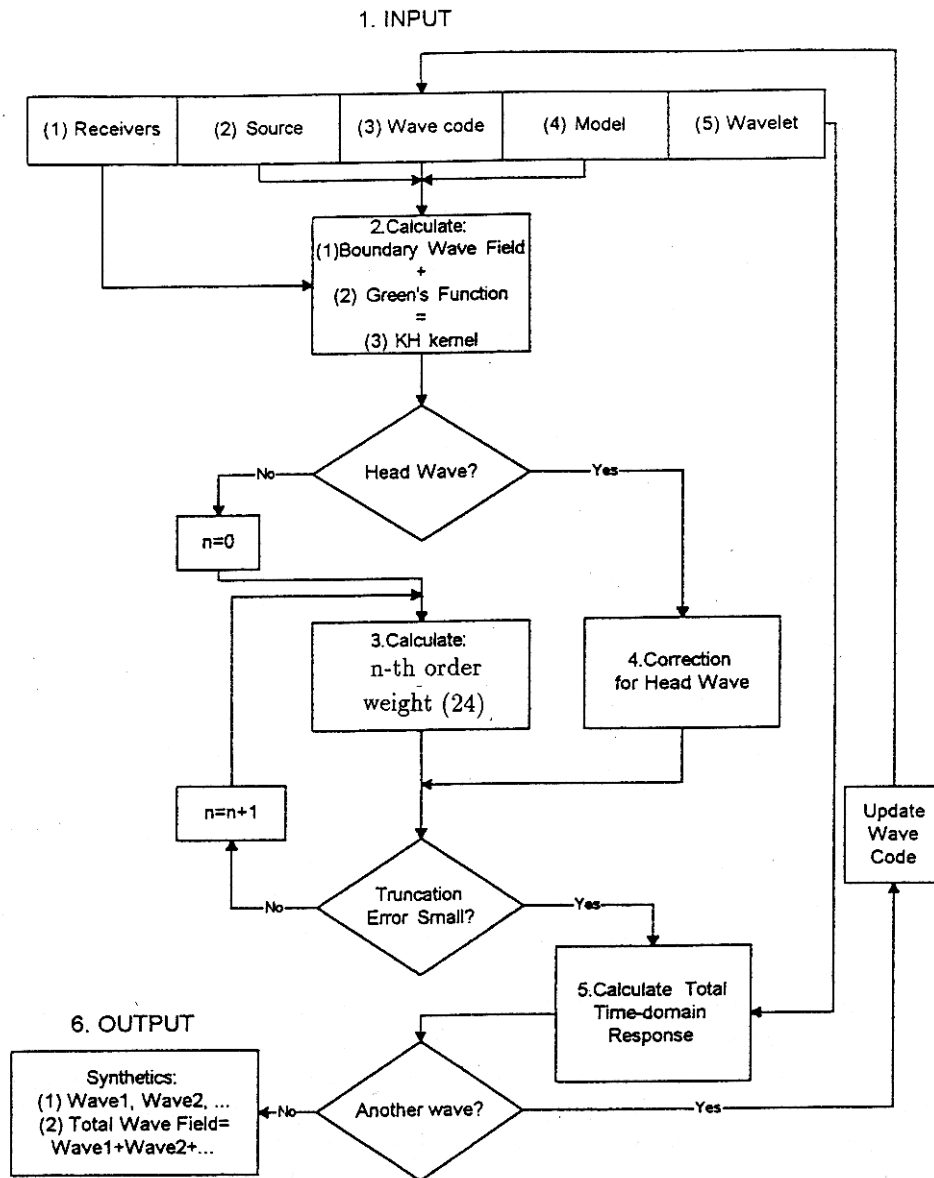 1. INPUT
(1) Receivers
(2) Source
(3) Wave code
(4) Model
(5) Wavelet
2.Calculate:
(1)Boundary Wave Field
+
(2) Green's Function
=
(3) KH kernel
Head Wave?
No
Yes
n=0
3.Calculate:
n-th order
weight (24)
4.Correction
for Head Wave
n=n+1
Update
Wave
Code
Truncation
Error Small?
No
Yes
5.Calculate Total
Time-domain
Response
6. OUTPUT
Synthetics:
(1) Wave1, Wave2, ...
(2) Total Wave Field=
Wave1+Wave2+...
No
Another wave?
Yes